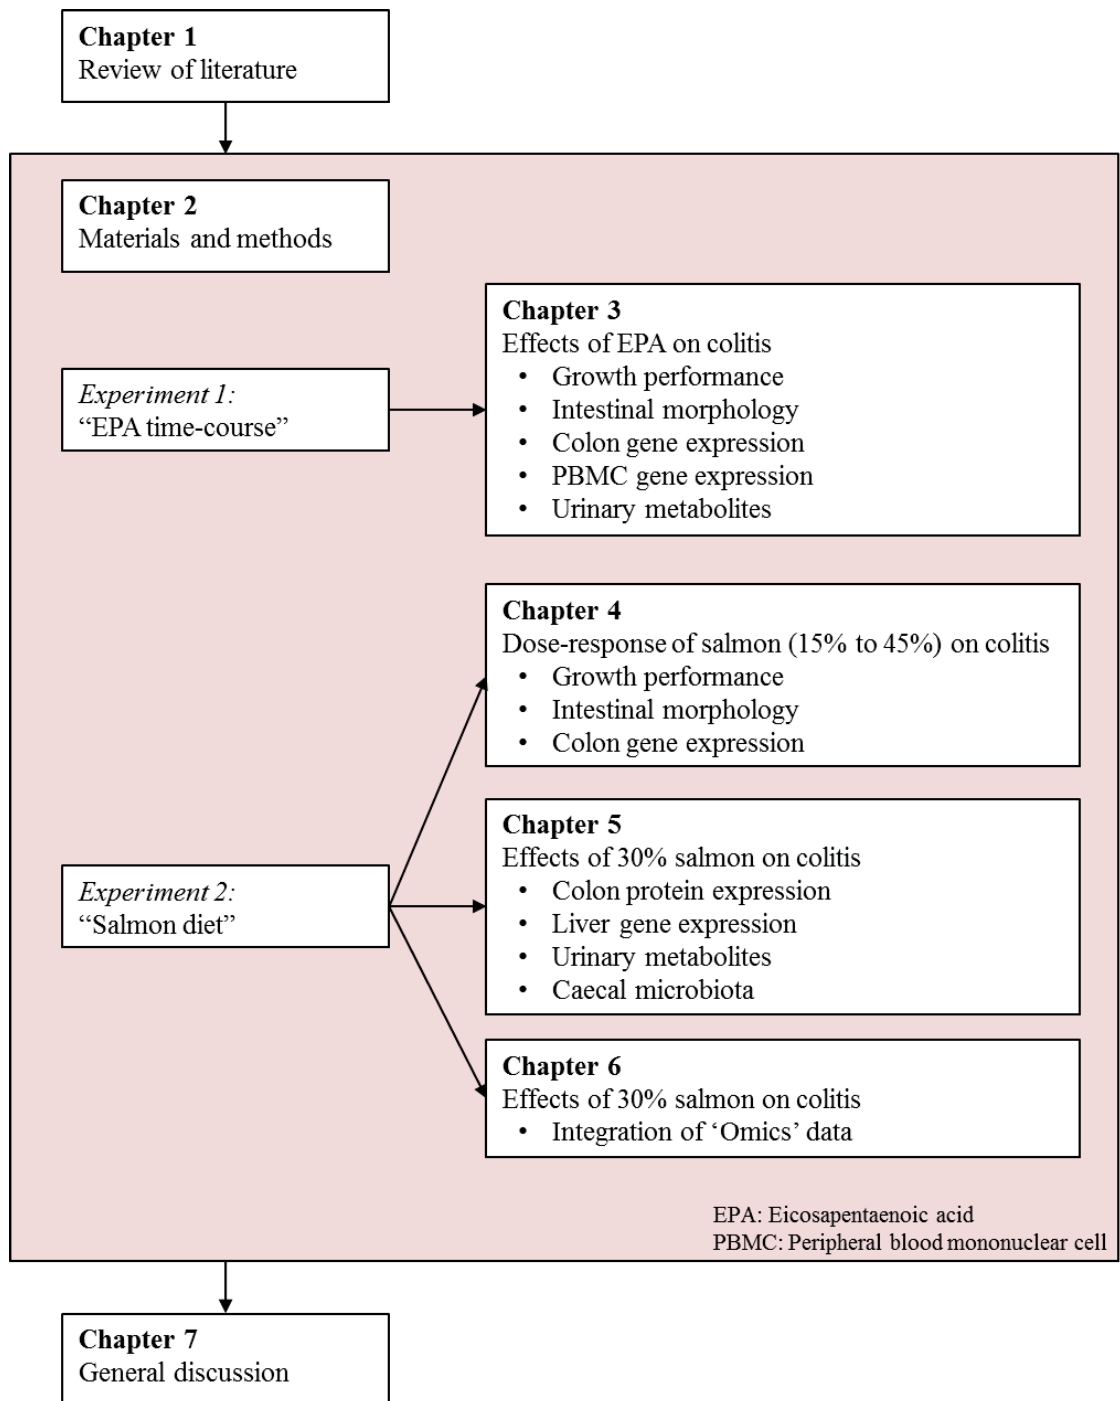 Chapter 1
Review of literature
Chapter 2
Materials and methods
Chapter 3
Effects of EPA on colitis
• Growth performance
• Intestinal morphology
• Colon gene expression
• PBMC gene expression
• Urinary metabolites
Experiment 1:
“EPA time-course”
Chapter 4
Dose-response of salmon (15% to 45%) on colitis
• Growth performance
• Intestinal morphology
• Colon gene expression
Chapter 5
Effects of 30% salmon on colitis
• Colon protein expression
• Liver gene expression
• Urinary metabolites
• Caecal microbiota
Experiment 2:
“Salmon diet”
Chapter 6
Effects of 30% salmon on colitis
• Integration of ‘Omics’ data
EPA: Eicosapentaenoic acid
PBMC: Peripheral blood mononuclear cell
Chapter 7
General discussion